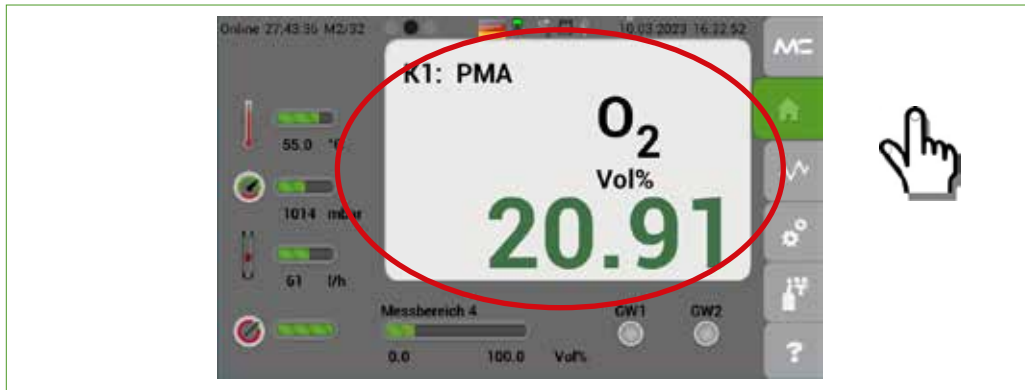 Online 27:43:36 M2/32
10.03.2023 16:22:52
K1: PMA
O2
Vol%
20.91
55.0 °C
1014 mbar
61 l/h
Messbereich 4
0.0 100.0 Vol%
GW1 GW2
MC
?